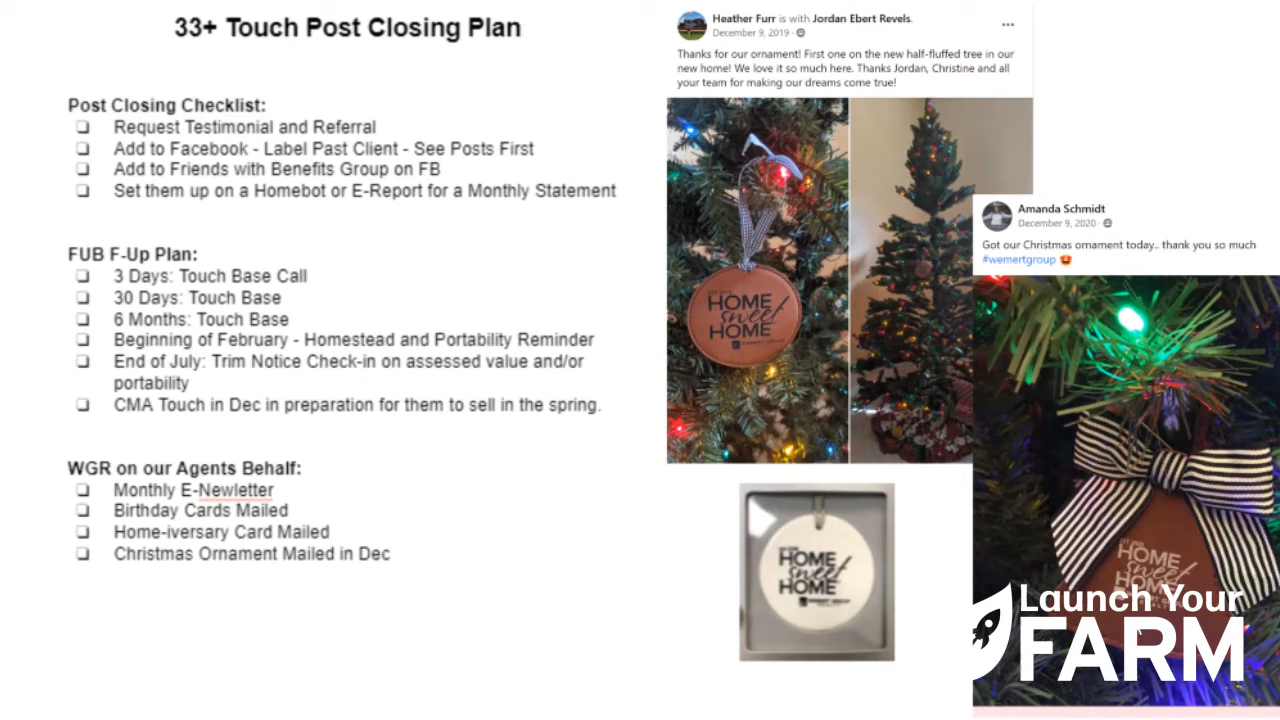 33+ Touch Post Closing Plan
Post Closing Checklist:
Request Testimonial and Referral
Add to Facebook - Label Past Client - See Posts First
Add to Friends with Benefits Group on FB
Set them up on a Homebot or E-Report for a Monthly Statement
FUB F-Up Plan:
3 Days: Touch Base Call
30 Days: Touch Base
6 Months: Touch Base
Beginning of February - Homestead and Portability Reminder
End of July: Trim Notice Check-in on assessed value and/or
portability
CMA Touch in Dec in preparation for them to sell in the spring.
WGR on our Agents Behalf:
Monthly E-Newletter
Birthday Cards Mailed
Home-iversary Card Mailed
Christmas Ornament Mailed in Dec
Heather Furr is with Jordan Ebert Revels.
December 9, 2019 ·
Thanks for our ornament! First one on the new half-fluffed tree in our
new home! We love it so much here. Thanks Jordan, Christine and all
your team for making our dreams come true!
HOME
sweet
HOME
Amanda Schmidt
December 9, 2020 ·
Got our Christmas ornament today.. thank you so much
#wemertgroup 😍
HOME
sweet
HOME
HOME
sweet
HOME
Launch Your
FARM